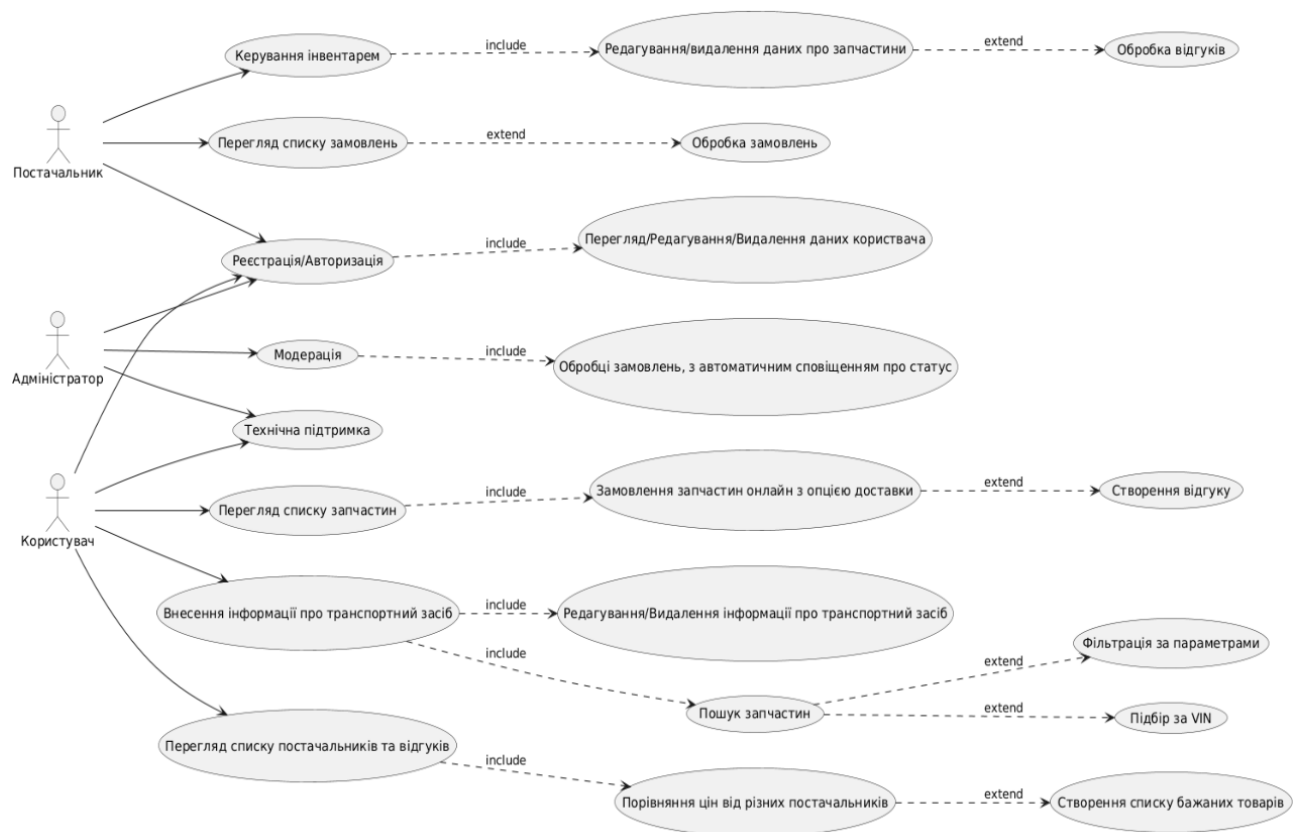 Керування інвентарем
include
Редагування/видалення даних про запчастини
extend
Обробка відгуків
Постачальник
Перегляд списку замовлень
extend
Обробка замовлень
Реєстрація/Авторизація
include
Перегляд/Редагування/Видалення даних користвача
Адміністратор
Модерація
include
Обробці замовлень, з автоматичним сповіщенням про статус
Технічна підтримка
Користувач
Перегляд списку запчастин
include
Замовлення запчастин онлайн з опцією доставки
extend
Створення відгуку
Внесення інформації про транспортний засіб
include
Редагування/Видалення інформації про транспортний засіб
include
Пошук запчастин
extend
Фільтрація за параметрами
extend
Підбір за VIN
Перегляд списку постачальників та відгуків
include
Порівняння цін від різних постачальників
extend
Створення списку бажаних товарів